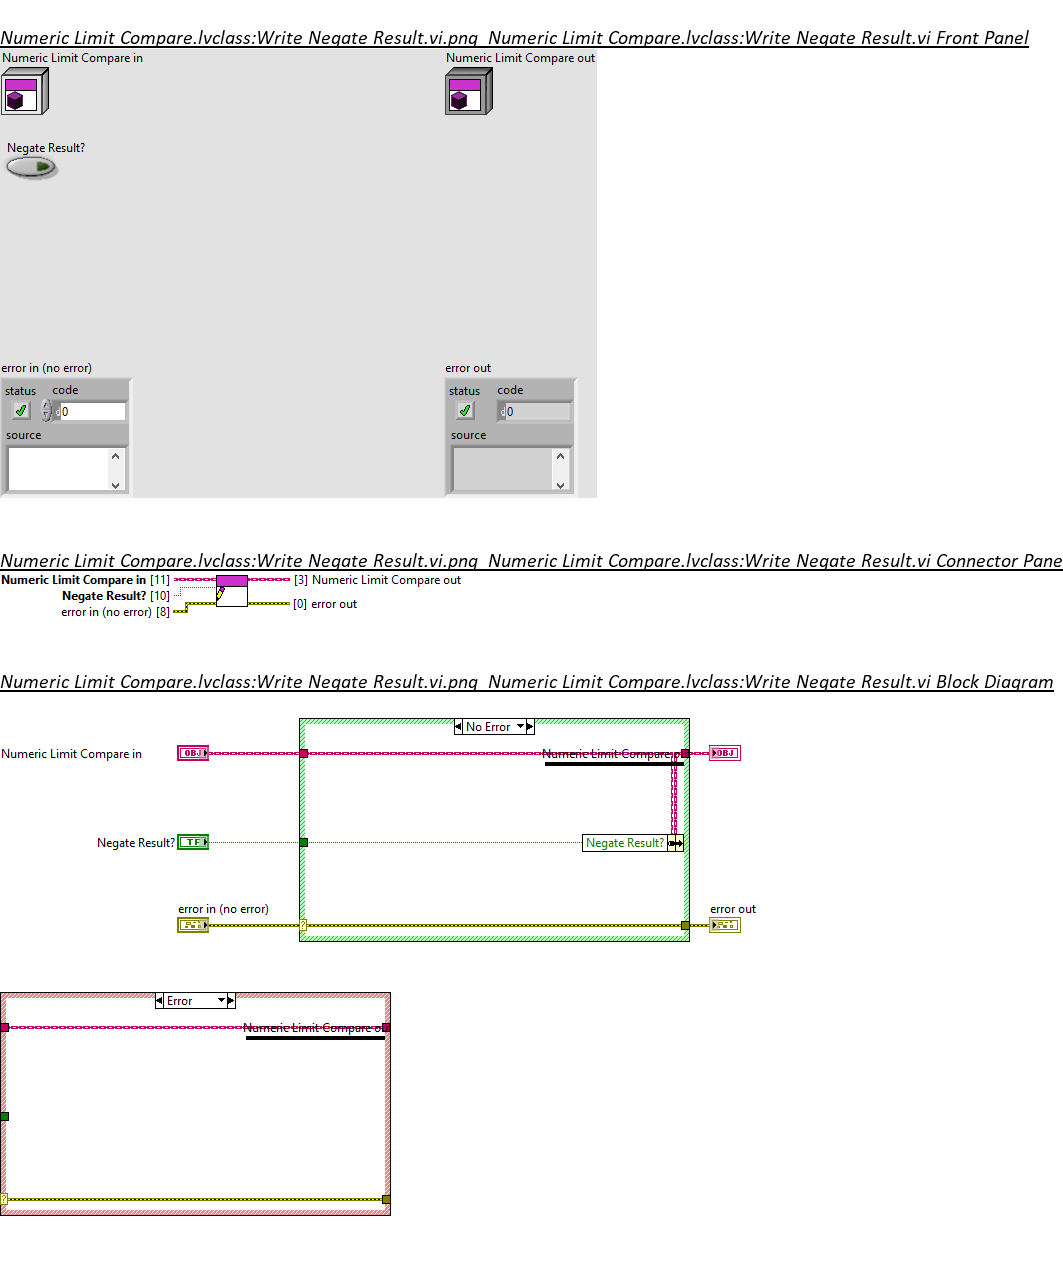 Numeric Limit Compare.lvclass:Write Negate Result.vi.png  Numeric Limit Compare.lvclass:Write Negate Result.vi Front Panel
Numeric Limit Compare in
Numeric Limit Compare out
Negate Result?
error in (no error)
error out
status
code
d
0
source
status
code
d
0
source
Numeric Limit Compare.lvclass:Write Negate Result.vi.png  Numeric Limit Compare.lvclass:Write Negate Result.vi Connector Pane
Numeric Limit Compare in [11]
[3] Numeric Limit Compare out
Negate Result? [10]
[0] error out
error in (no error) [8]
Numeric Limit Compare.lvclass:Write Negate Result.vi.png  Numeric Limit Compare.lvclass:Write Negate Result.vi Block Diagram
No Error
Numeric Limit Compare in
OBJ
Numeric Limit Compare o
OBJ
Negate Result?
TF
Negate Result?
error in (no error)
error out
?
Error
Numeric Limit Compare o
?